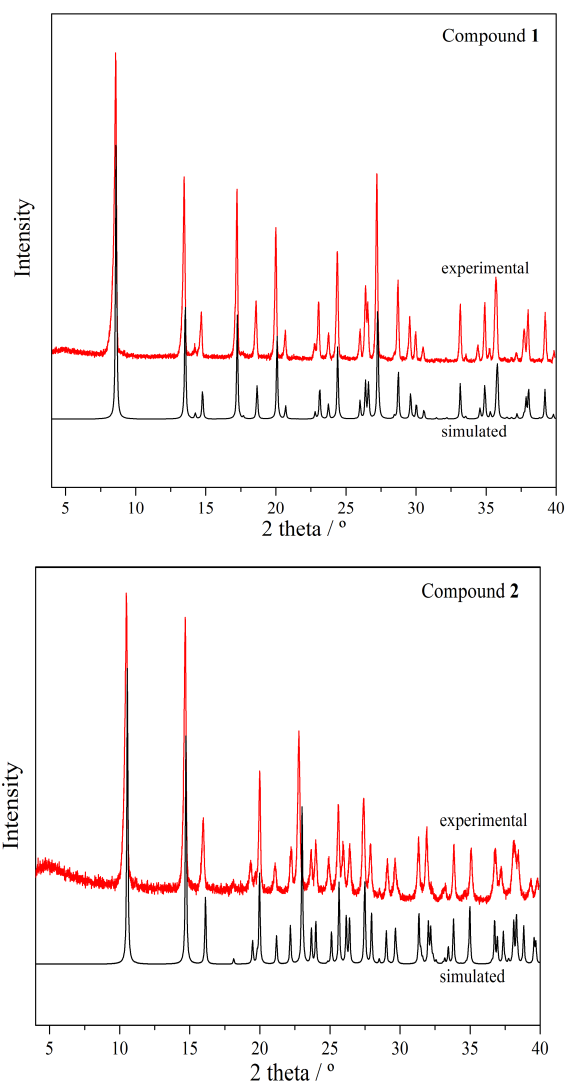 Compound 1
Intensity
experimental
simulated
5 10 15 20 25 30 35 40
2 theta / º
Compound 2
Intensity
experimental
simulated
5 10 15 20 25 30 35 40
2 theta / º